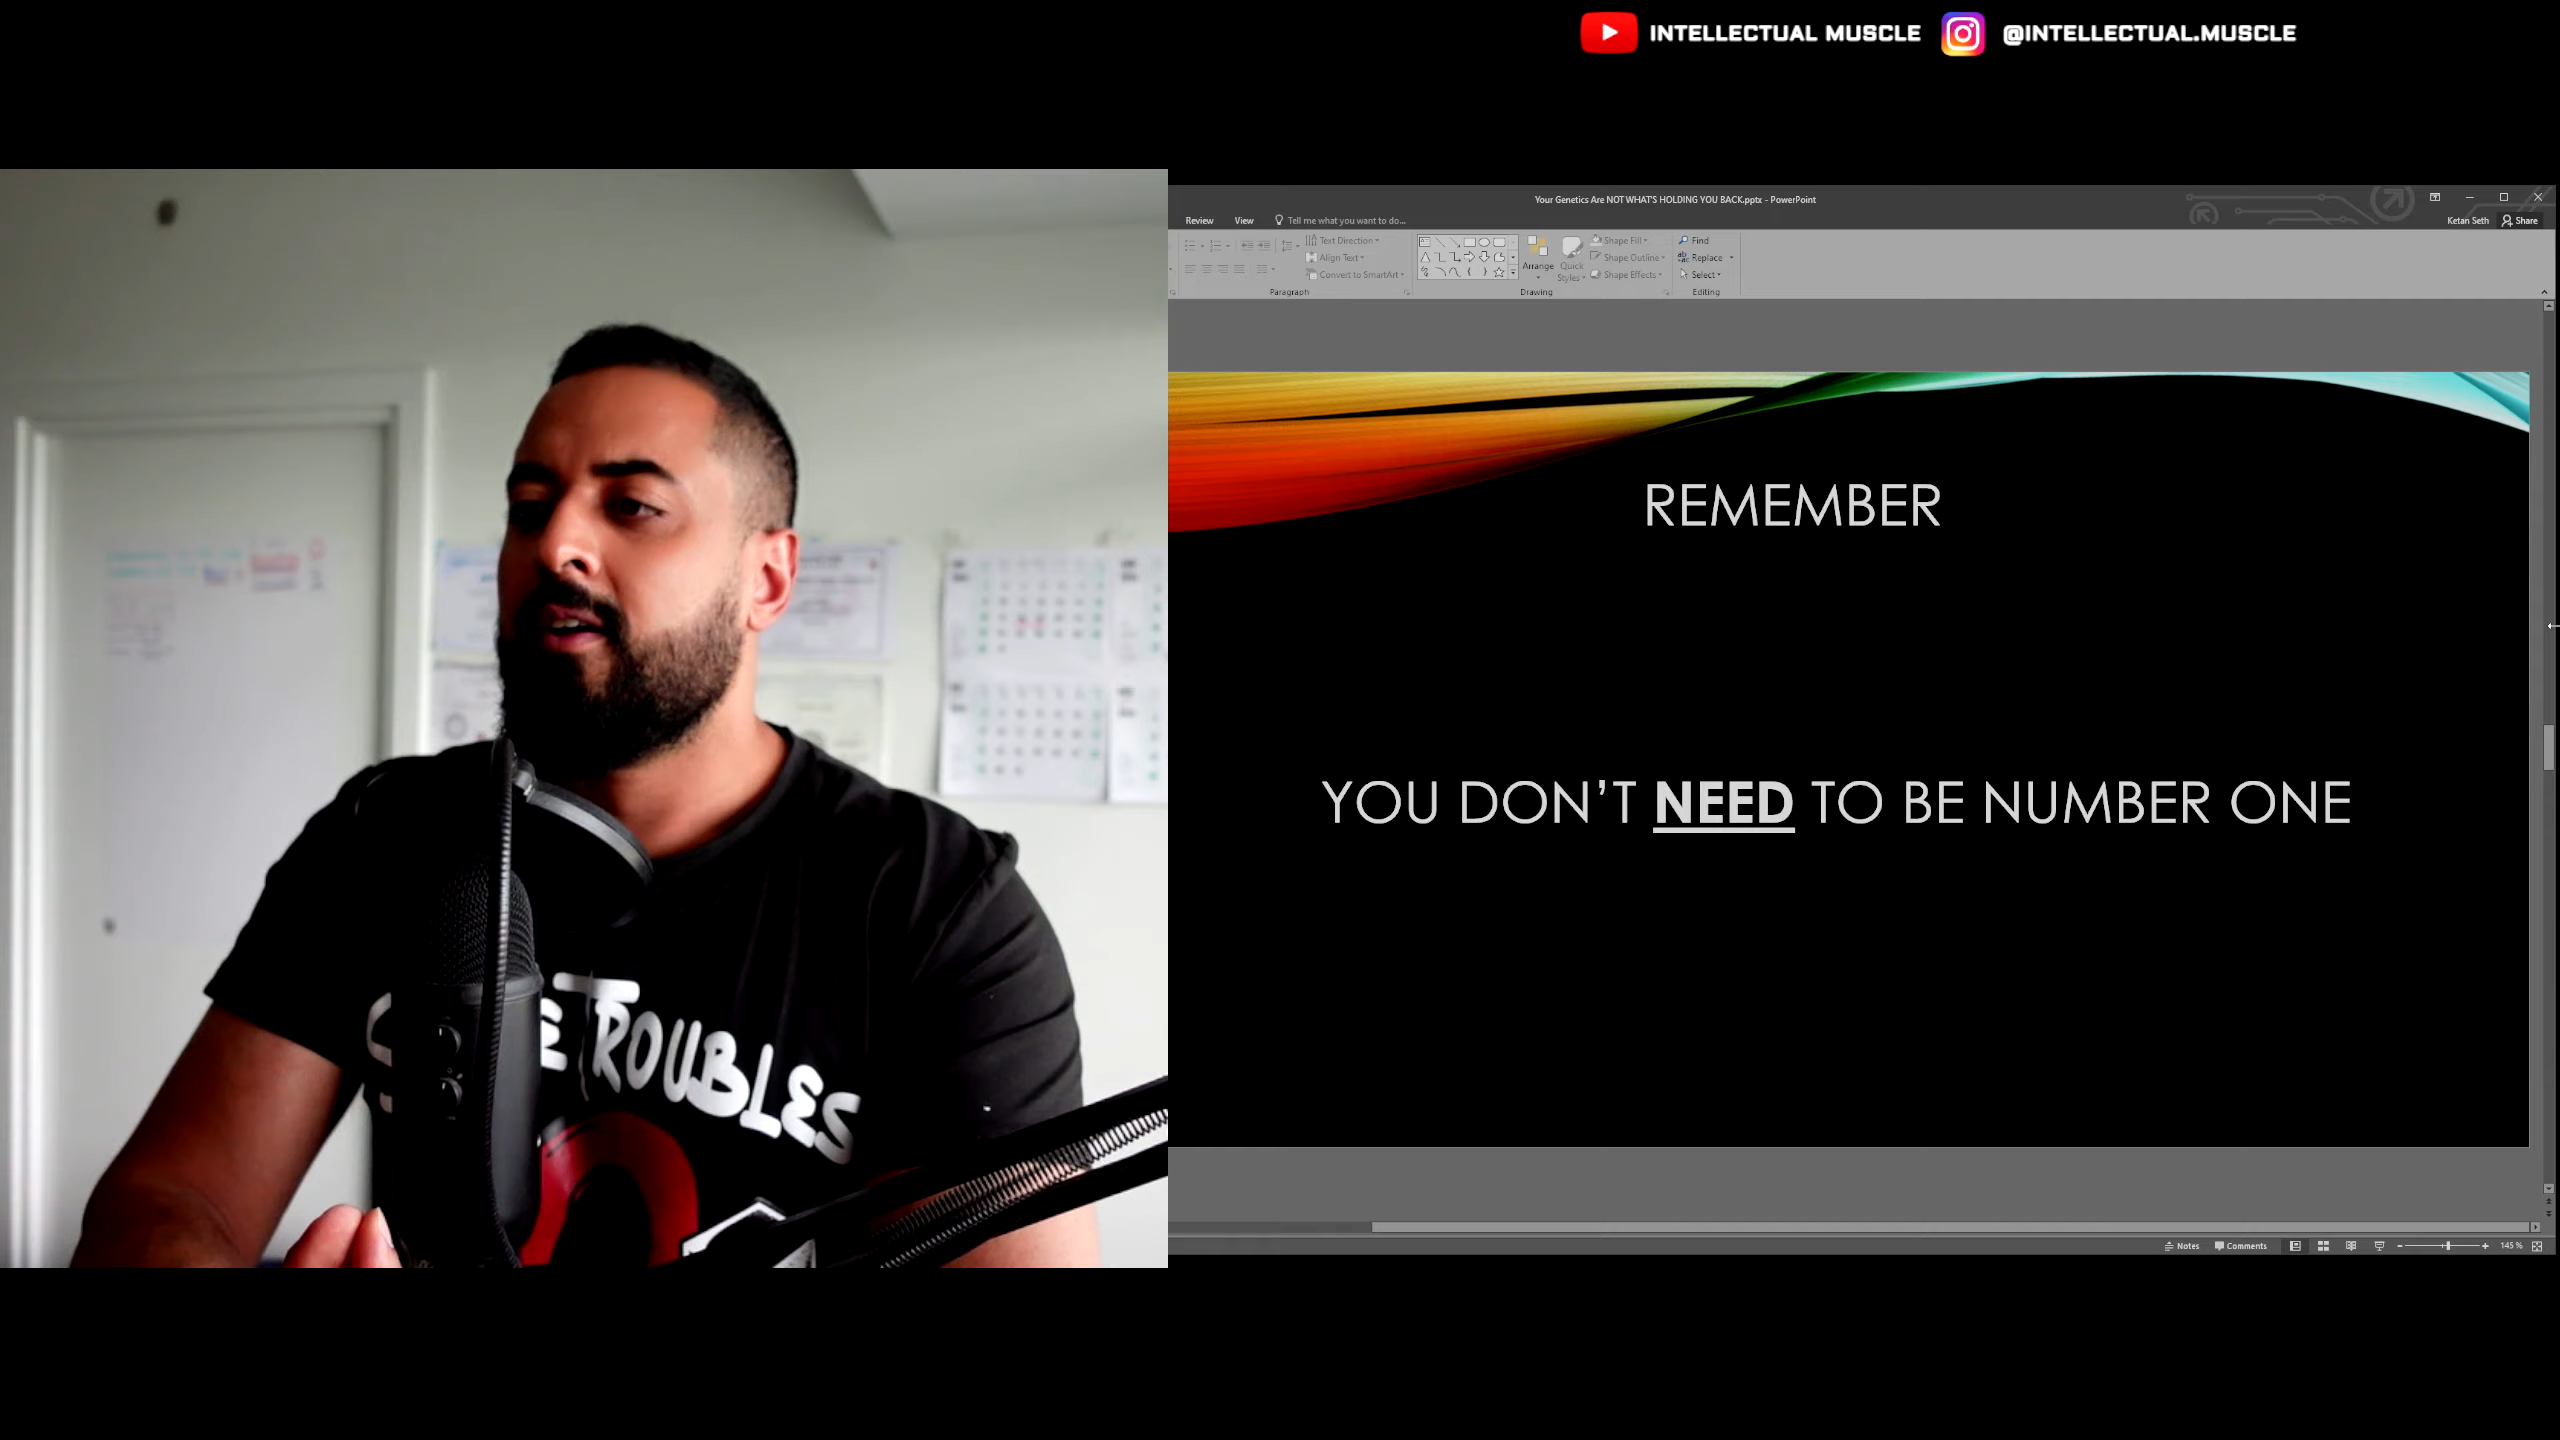 INTELLECTUAL MUSCLE @INTELLECTUAL.MUSCLE
Your Genetics Are NOT WHAT'S HOLDING YOU BACK.pptx - PowerPoint
Review View Tell me what you want to do...
Ketan Seth Share
Text Direction
Align Text
Convert to SmartArt
Paragraph
Arrange
Quick
Styles
Shape Fill
Shape Outline
Shape Effects
Drawing
Find
Replace
Select
Editing
REMEMBER
YOU DON’T NEED TO BE NUMBER ONE
TROUBLES
Notes Comments 145 %